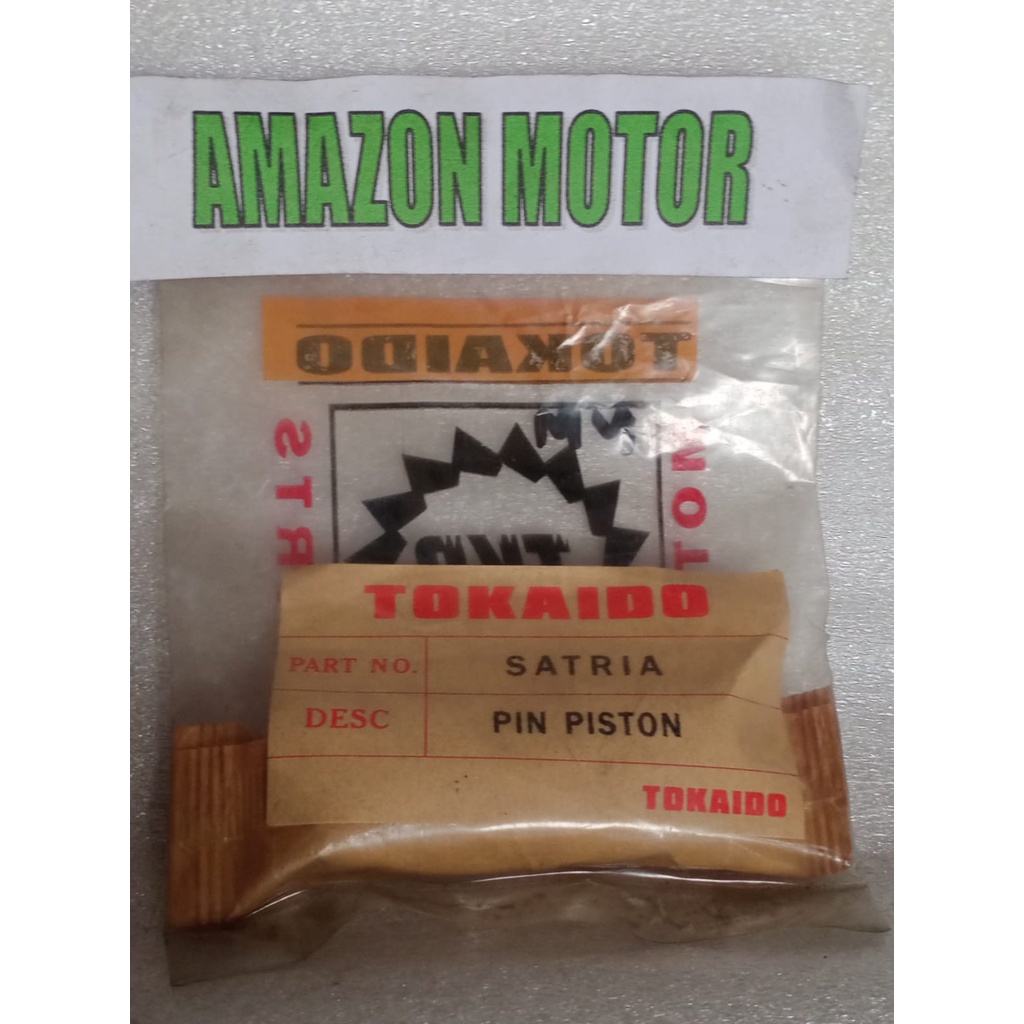 AMAZON MOTOR
TOKAIDO
TOKAIDO
PART NO. SATRIA
DESC PIN PISTON
TOKAIDO